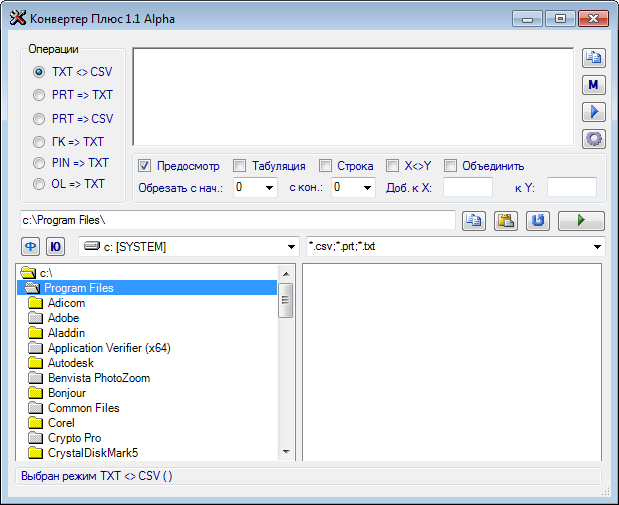 Конвертер Плюс 1.1 Alpha
Операции
TXT <> CSV
PRT => TXT
PRT => CSV
ГК => TXT
PIN => TXT
OL => TXT
M
Предосмотр Табуляция Строка X<>Y Объединить
Обрезать с нач.: 0 с кон.: 0 Доб. к X: к Y:
c:\Program Files\
Ф Ю c: [SYSTEM] *.csv;*.prt;*.txt
c:\
Program Files
Adicom
Adobe
Aladdin
Application Verifier (x64)
Autodesk
Benvista PhotoZoom
Bonjour
Common Files
Corel
Crypto Pro
CrystalDiskMark5
Выбран режим TXT <> CSV ( )